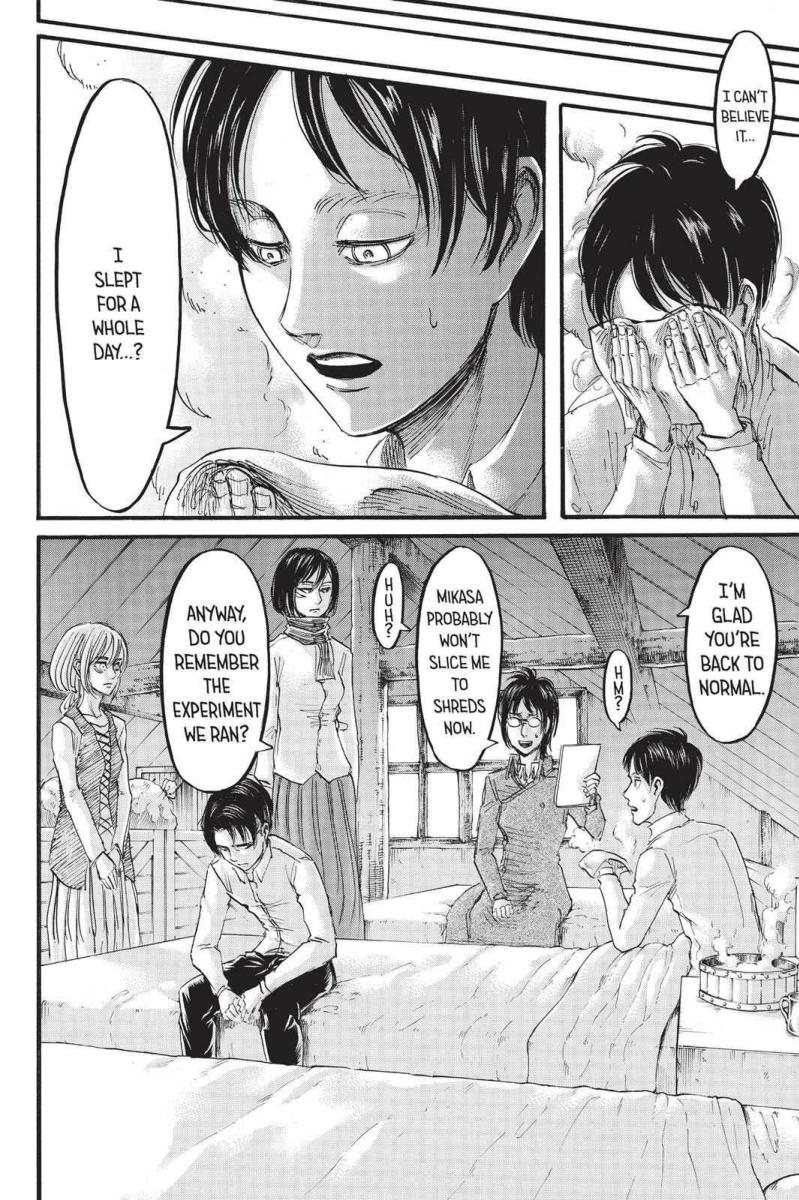 I CAN'T
BELIEVE
IT...
I
SLEPT
FOR A
WHOLE
DAY...?
I'M
GLAD
YOU'RE
BACK TO
NORMAL.
HM?
MIKASA
PROBABLY
WON'T
SLICE ME
TO
SHREDS
NOW.
HUH?
ANYWAY,
DO YOU
REMEMBER
THE
EXPERIMENT
WE RAN?